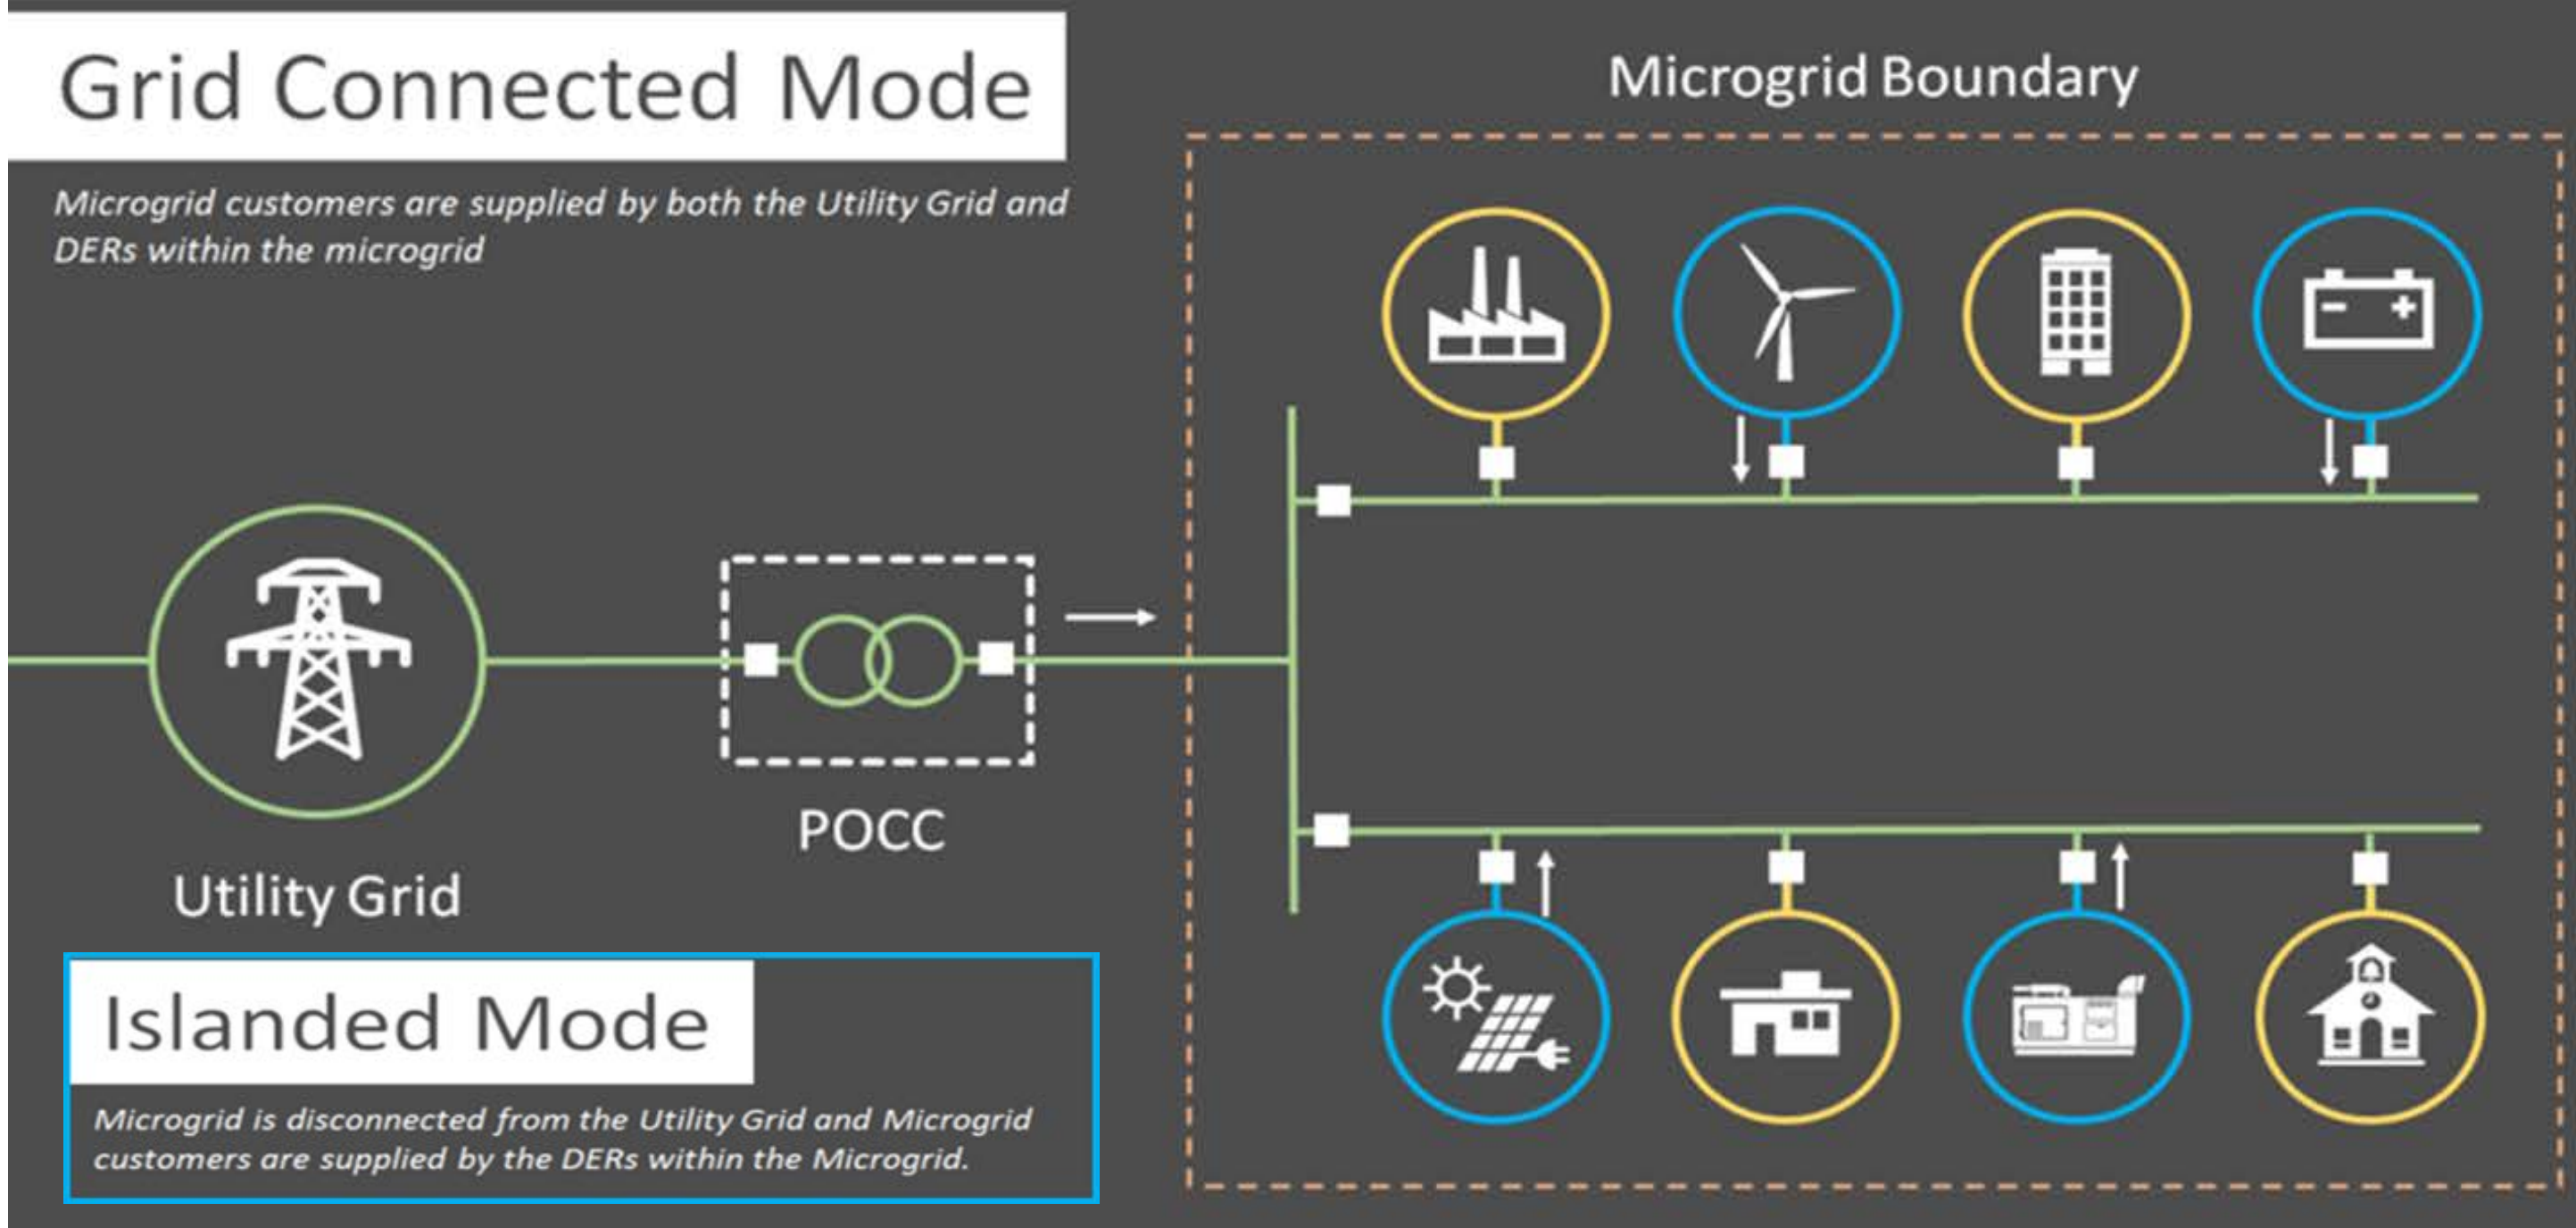 Grid Connected Mode
Microgrid customers are supplied by both the Utility Grid and
DERs within the microgrid
Microgrid Boundary
POCC
Utility Grid
Islanded Mode
Microgrid is disconnected from the Utility Grid and Microgrid
customers are supplied by the DERs within the Microgrid.